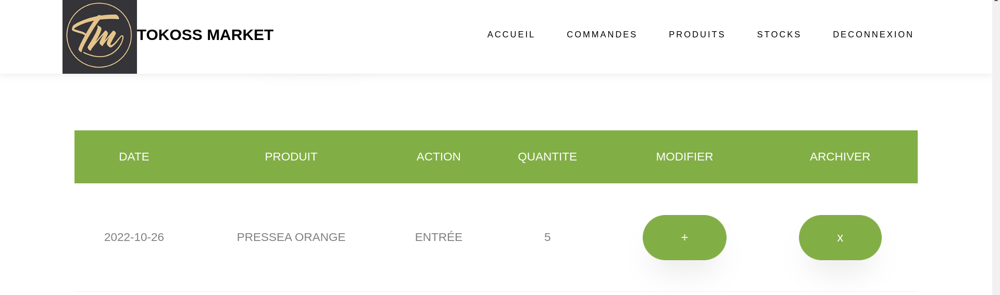 Tm
TOKOSS MARKET
ACCUEIL COMMANDES PRODUITS STOCKS DECONNEXION
DATE PRODUIT ACTION QUANTITE MODIFIER ARCHIVER
2022-10-26 PRESSEA ORANGE ENTRÉE 5 + x